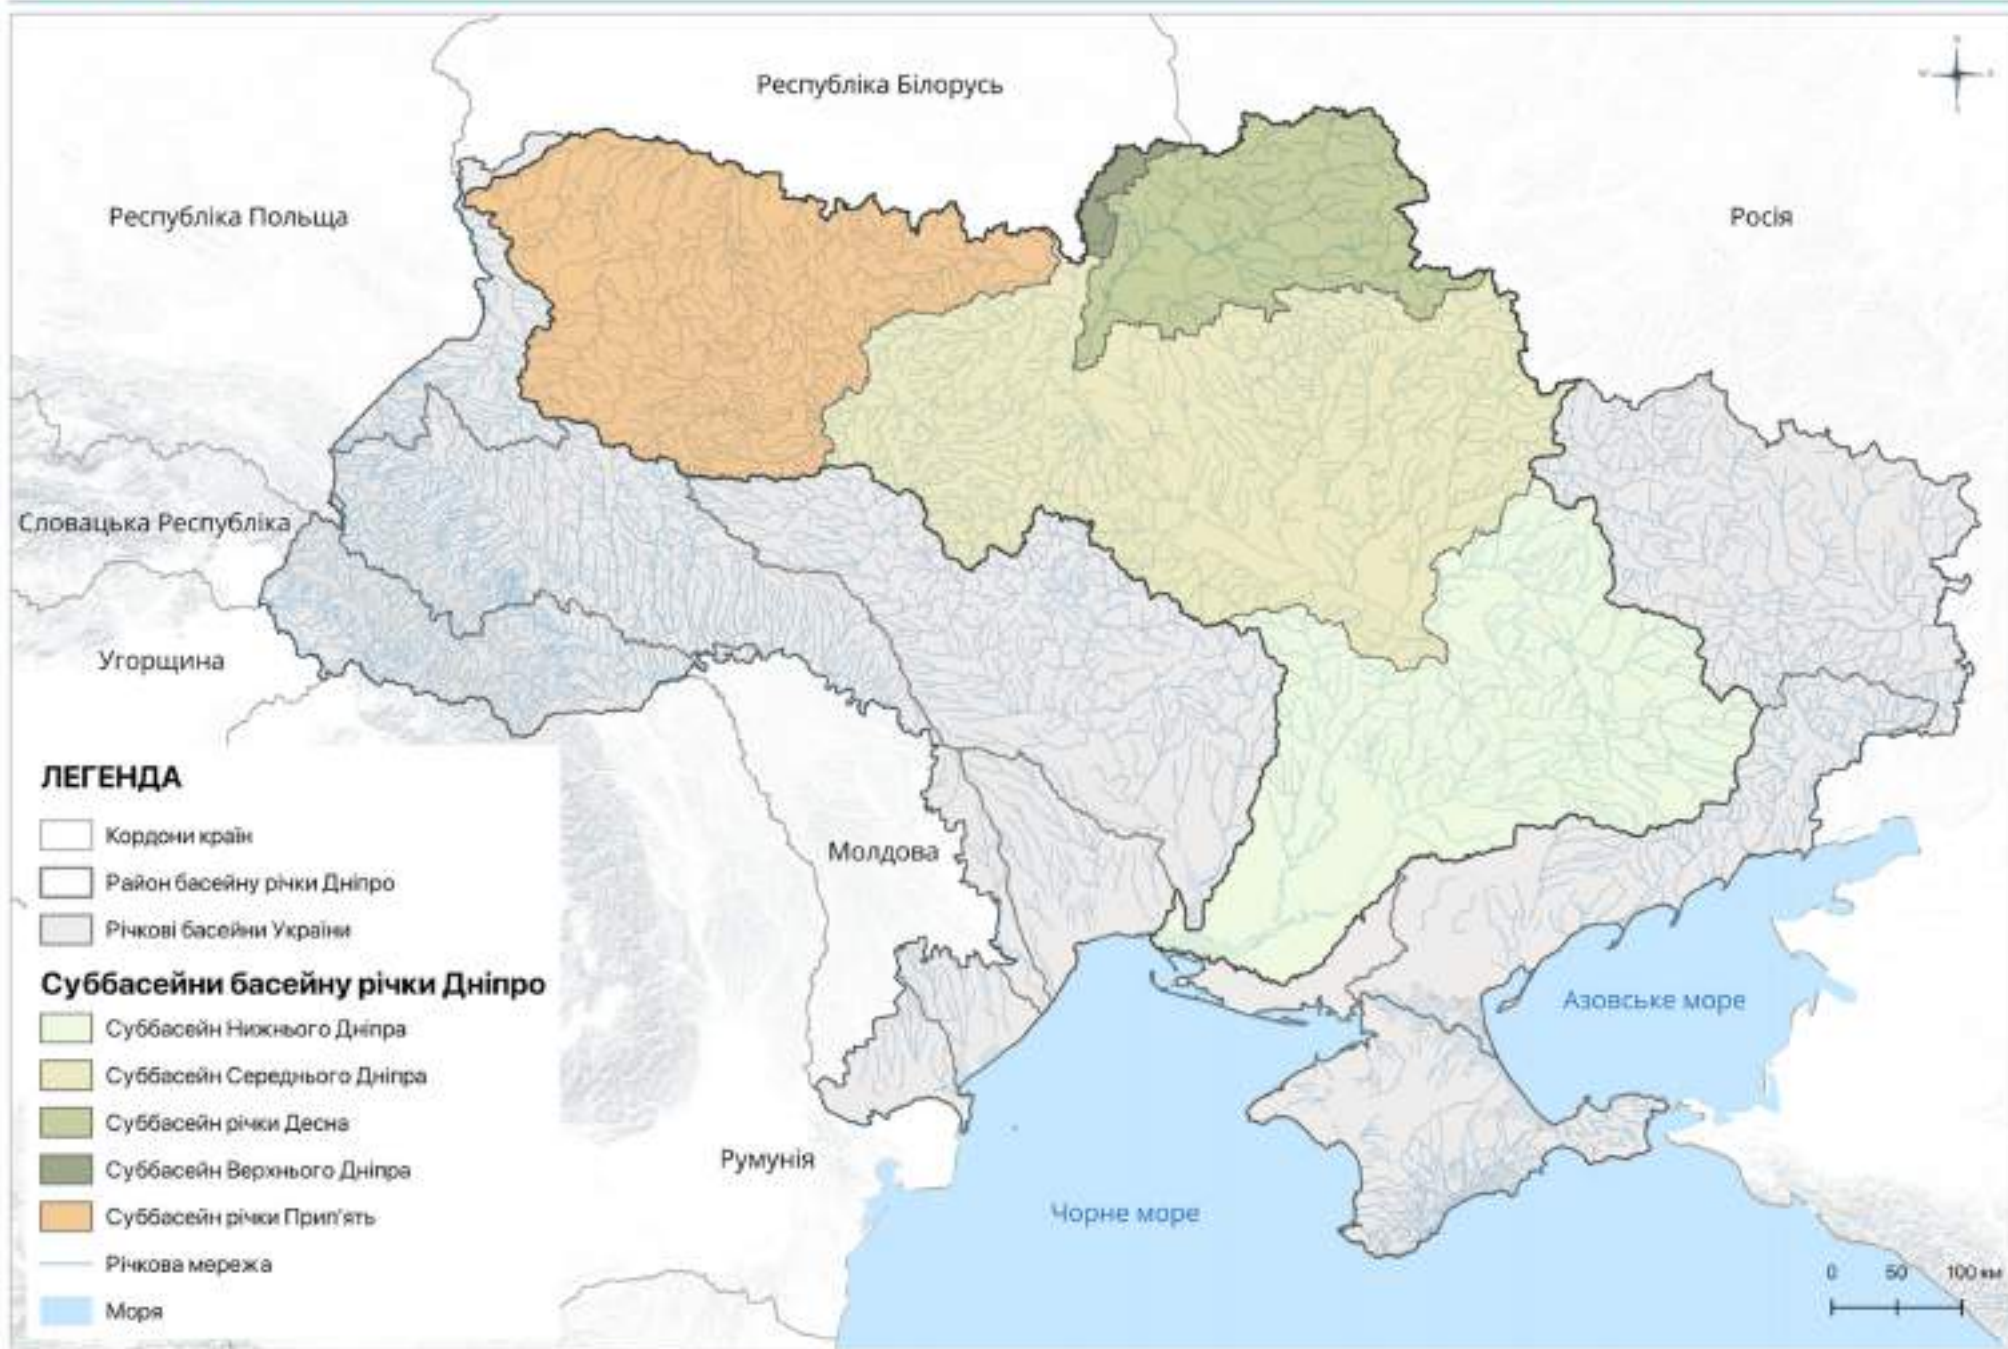 Республіка Білорусь
Республіка Польща
Росія
Словацька Республіка
Угорщина
Молдова
Румунія
Азовське море
Чорне море
ЛЕГЕНДА
Кордони країн
Район басейну річки Дніпро
Річкові басейни України
Суббасейни басейну річки Дніпро
Суббасейн Нижнього Дніпра
Суббасейн Середнього Дніпра
Суббасейн річки Десна
Суббасейн Верхнього Дніпра
Суббасейн річки Прип'ять
Річкова мережа
Моря
0 50 100 км